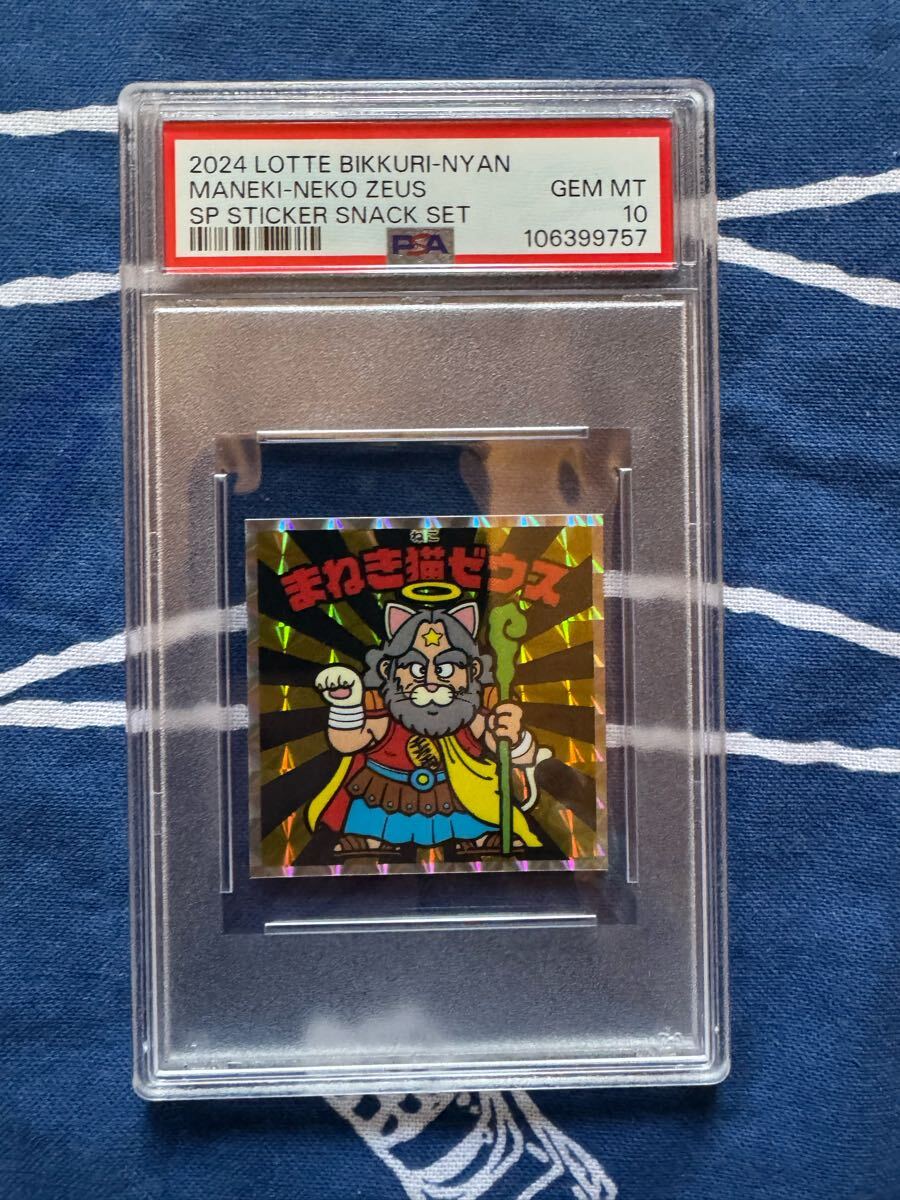 2024 LOTTE BIKKURI-NYAN
MANEKI-NEKO ZEUS
GEM MT
SP STICKER SNACK SET
10
PSA
106399757
ねこ
まねき猫ゼウス